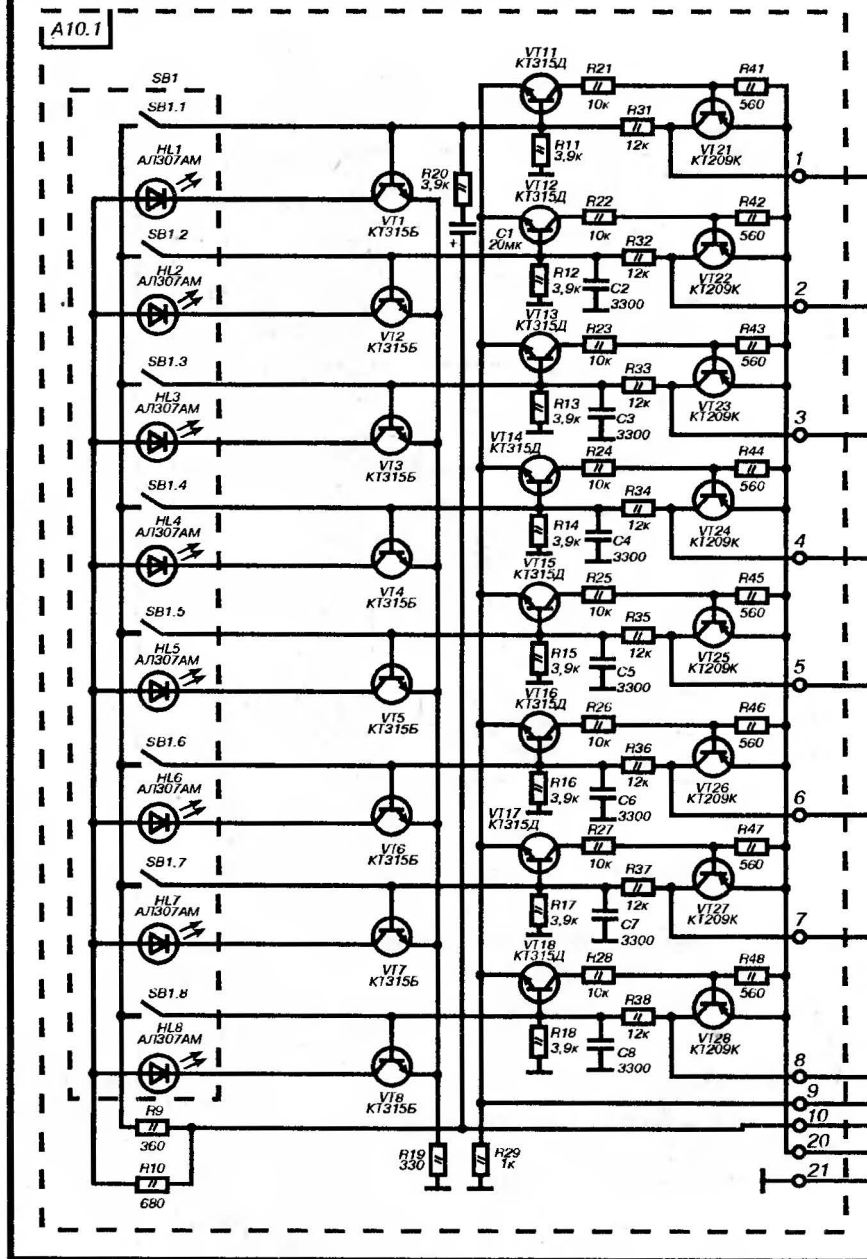 A10.1
SB1
SB1.1
HL1
АЛ307АМ
VT1
КТ315Б
R20
3,9к
C1
20мк
+
VT11
КТ315Д
R21
10к
R41
560
R11
3,9к
R31
12к
VT21
КТ209К
1
SB1.2
HL2
АЛ307АМ
VT2
КТ315Б
VT12
КТ315Д
R22
10к
R42
560
R12
3,9к
C2
3300
R32
12к
VT22
КТ209К
2
SB1.3
HL3
АЛ307АМ
VT3
КТ315Б
VT13
КТ315Д
R23
10к
R43
560
R13
3,9к
C3
3300
R33
12к
VT23
КТ209К
3
SB1.4
HL4
АЛ307АМ
VT4
КТ315Б
VT14
КТ315Д
R24
10к
R44
560
R14
3,9к
C4
3300
R34
12к
VT24
КТ209К
4
SB1.5
HL5
АЛ307АМ
VT5
КТ315Б
VT15
КТ315Д
R25
10к
R45
560
R15
3,9к
C5
3300
R35
12к
VT25
КТ209К
5
SB1.6
HL6
АЛ307АМ
VT6
КТ315Б
VT16
КТ315Д
R26
10к
R46
560
R16
3,9к
C6
3300
R36
12к
VT26
КТ209К
6
SB1.7
HL7
АЛ307АМ
VT7
КТ315Б
VT17
КТ315Д
R27
10к
R47
560
R17
3,9к
C7
3300
R37
12к
VT27
КТ209К
7
SB1.8
HL8
АЛ307АМ
VT8
КТ315Б
VT18
КТ315Д
R28
10к
R48
560
R18
3,9к
C8
3300
R38
12к
VT28
КТ209К
8
9
10
20
21
R9
360
R10
680
R19
330
R29
1к